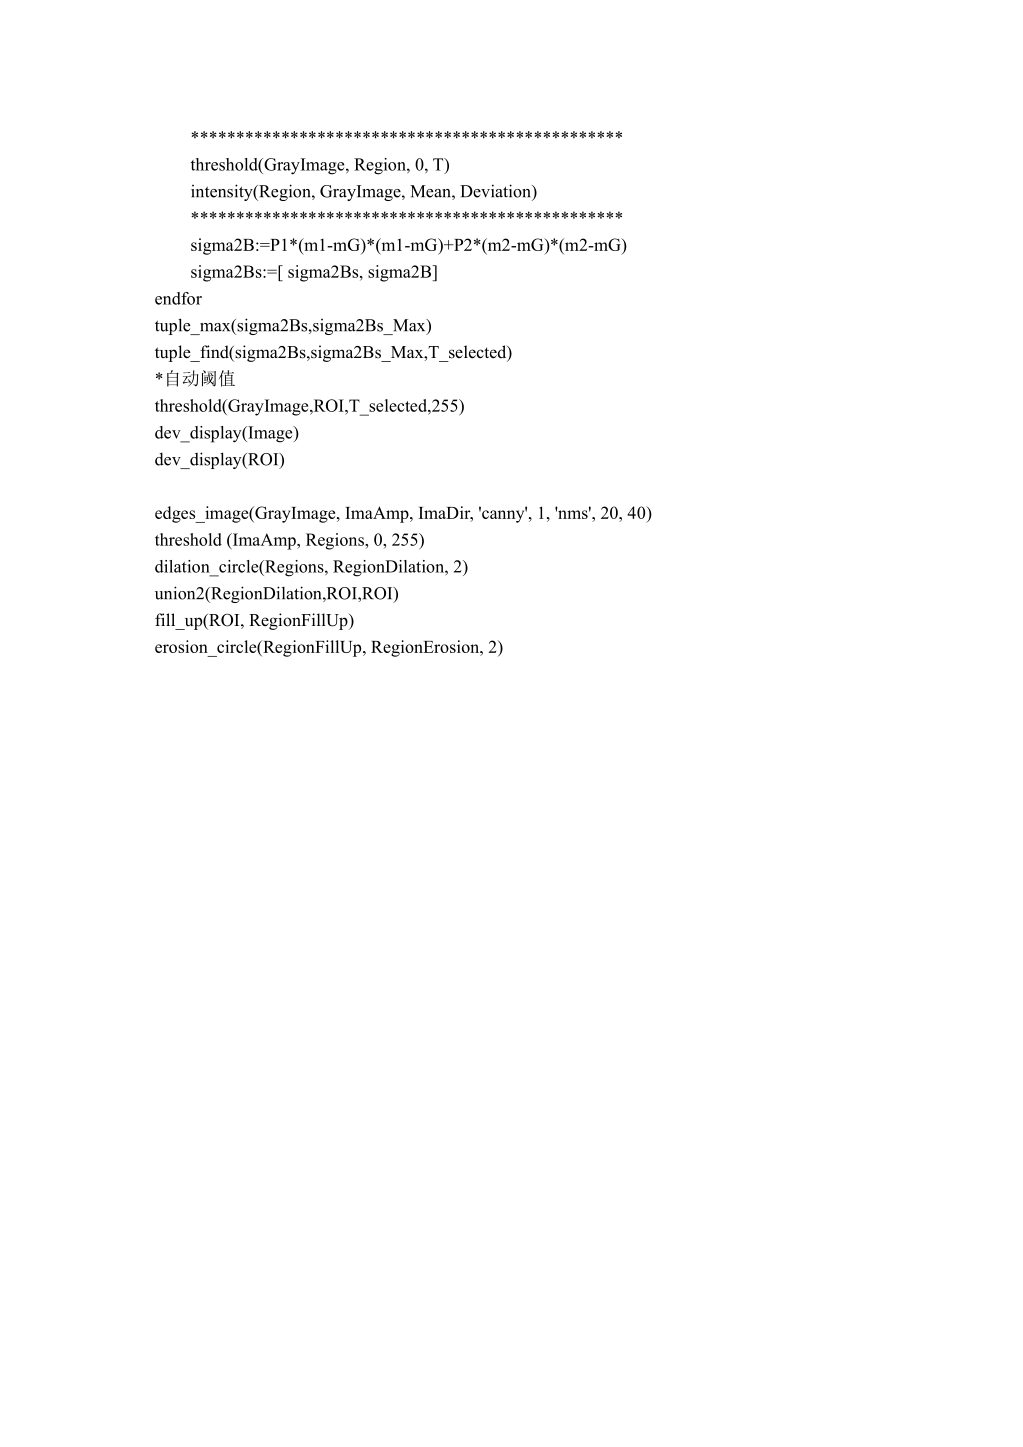 ************************************************
threshold(GrayImage, Region, 0, T)
intensity(Region, GrayImage, Mean, Deviation)
************************************************
sigma2B:=P1*(m1-mG)*(m1-mG)+P2*(m2-mG)*(m2-mG)
sigma2Bs:=[ sigma2Bs, sigma2B]
endfor
tuple_max(sigma2Bs,sigma2Bs_Max)
tuple_find(sigma2Bs,sigma2Bs_Max,T_selected)
*自动阈值
threshold(GrayImage,ROI,T_selected,255)
dev_display(Image)
dev_display(ROI)
edges_image(GrayImage, ImaAmp, ImaDir, 'canny', 1, 'nms', 20, 40)
threshold (ImaAmp, Regions, 0, 255)
dilation_circle(Regions, RegionDilation, 2)
union2(RegionDilation,ROI,ROI)
fill_up(ROI, RegionFillUp)
erosion_circle(RegionFillUp, RegionErosion, 2)